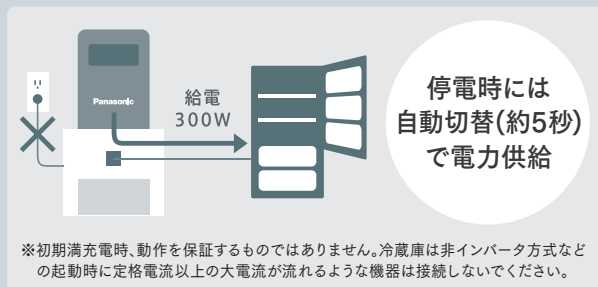 Panasonic
給電
300W
停電時には
自動切替(約5秒)
で電力供給
※初期満充電時、動作を保証するものではありません。冷蔵庫は非インバータ方式など
の起動時に定格電流以上の大電流が流れるような機器は接続しないでください。